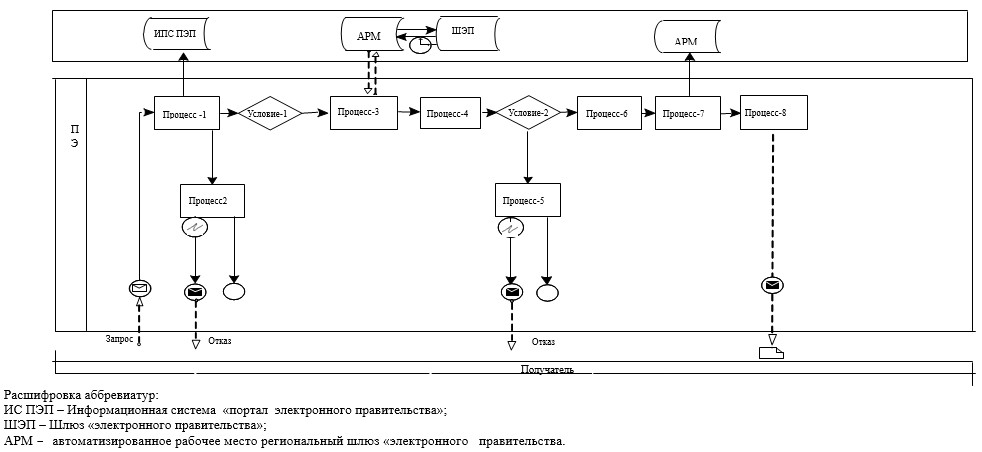 ИПС ПЭП
АРМ
ШЭП
АРМ
П
Э
Процесс -1
Условие-1
Процесс-3
Процесс-4
Условие-2
Процесс-6
Процесс-7
Процесс-8
Процесс2
Процесс-5
Запрос
Отказ
Отказ
Получатель
Расшифровка аббревиатур:
ИС ПЭП – Информационная система «портал электронного правительства»;
ШЭП – Шлюз «электронного правительства»;
АРМ – автоматизированное рабочее место региональный шлюз «электронного правительства.